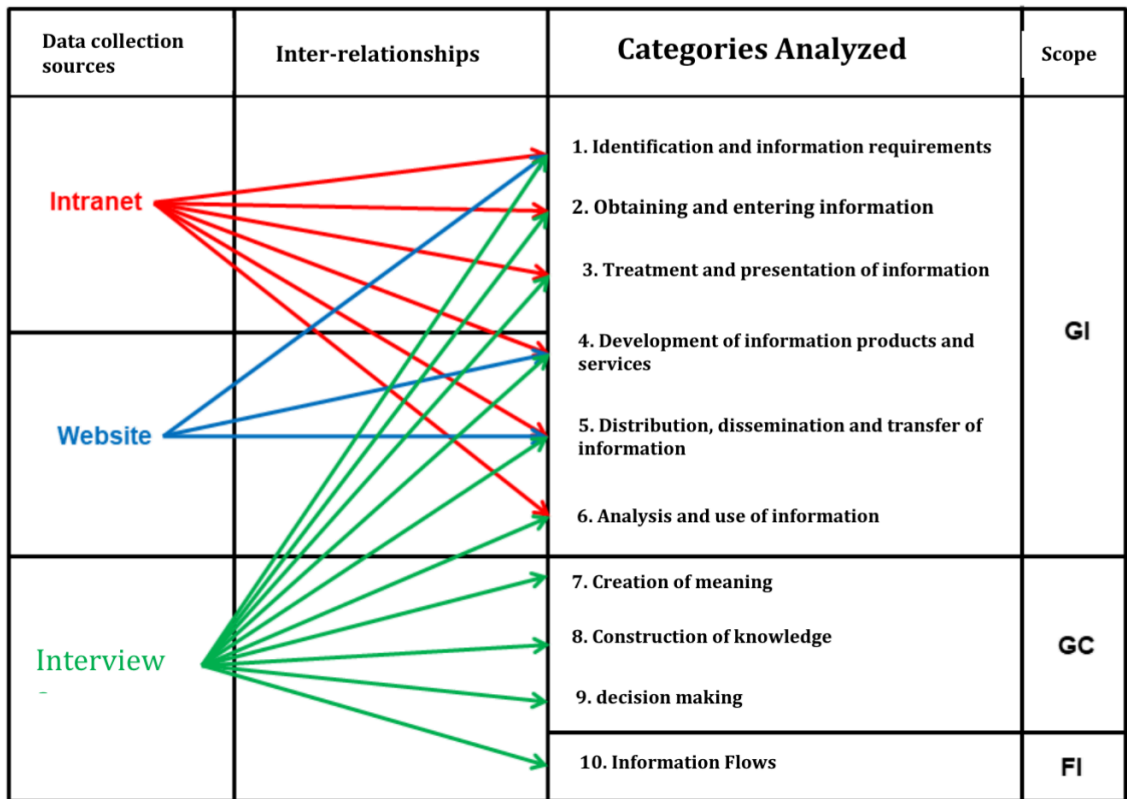 Data collection
sources
Inter-relationships
Categories Analyzed
Scope
Intranet
Website
Interview
1. Identification and information requirements
2. Obtaining and entering information
3. Treatment and presentation of information
4. Development of information products and
services
5. Distribution, dissemination and transfer of
information
6. Analysis and use of information
7. Creation of meaning
8. Construction of knowledge
9. decision making
10. Information Flows
GI
GC
FI